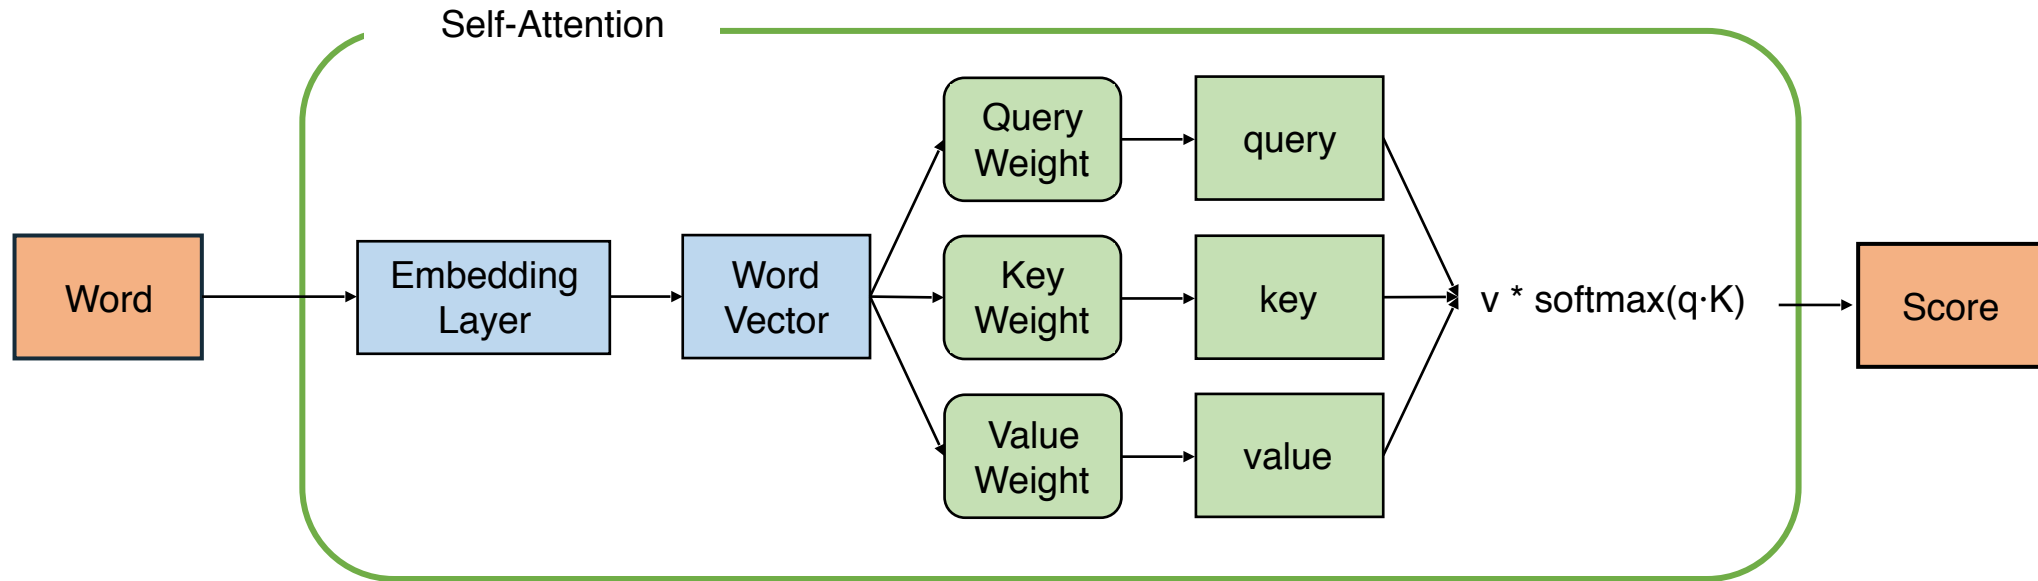 Self-Attention
Word
Embedding
Layer
Word
Vector
Query
Weight
query
Key
Weight
key
Value
Weight
value
v * softmax(q·K)
Score